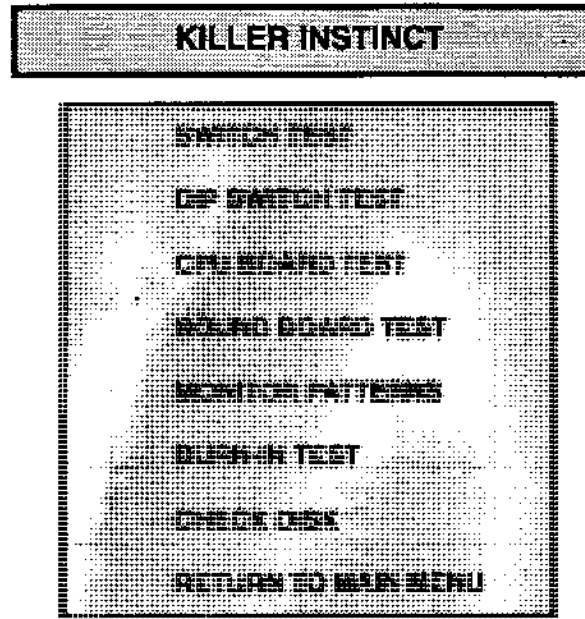 KILLER INSTINCT
SWITCH TEST
DIP SWITCH TEST
CPU BOARD TEST
SOUND BOARD TEST
MONITOR PATTERNS
BURN-IN TEST
CHECK DISK
RETURN TO MAIN MENU